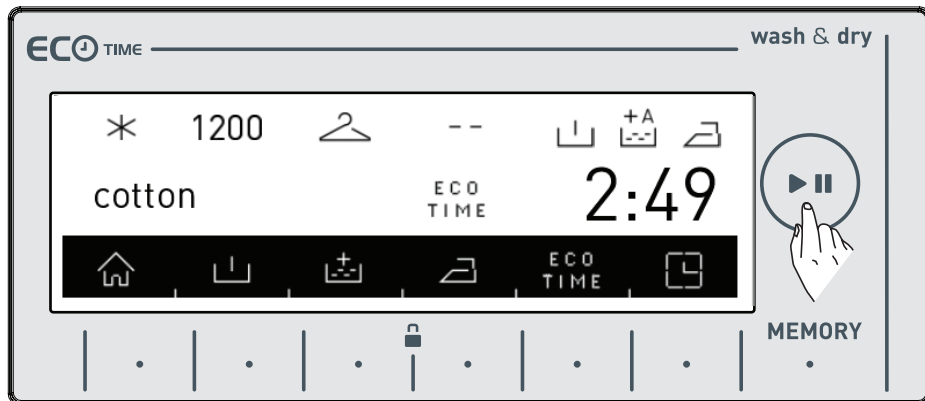 ECO TIME
wash & dry
1200 -- +A
cotton ECO TIME 2:49
ECO TIME
MEMORY